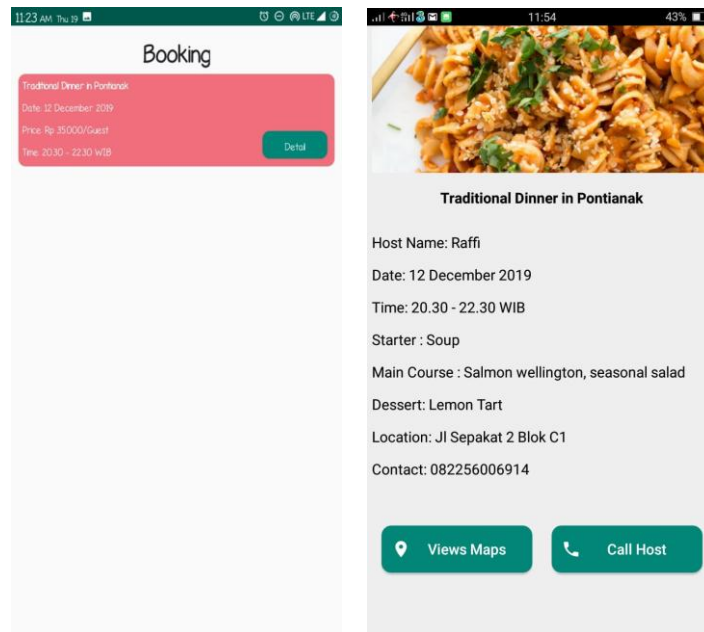 11:23 AM Thu 19
LTE
Booking
Traditional Dinner in Pontianak
Date: 12 December 2019
Price: Rp 35000/Guest
Time: 20.30 - 22.30 WIB
Detail
11:54
43%
Traditional Dinner in Pontianak
Host Name: Raffi
Date: 12 December 2019
Time: 20.30 - 22.30 WIB
Starter : Soup
Main Course : Salmon wellington, seasonal salad
Dessert: Lemon Tart
Location: Jl Sepakat 2 Blok C1
Contact: 082256006914
Views Maps
Call Host